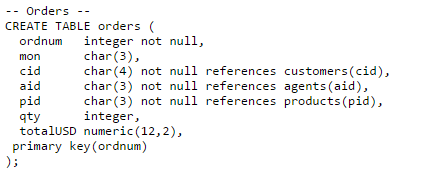 -- Orders --
CREATE TABLE orders (
  ordnum   integer not null,
  mon      char(3),
  cid      char(4) not null references customers(cid),
  aid      char(3) not null references agents(aid),
  pid      char(3) not null references products(pid),
  qty      integer,
  totalUSD numeric(12,2),
 primary key(ordnum)
);